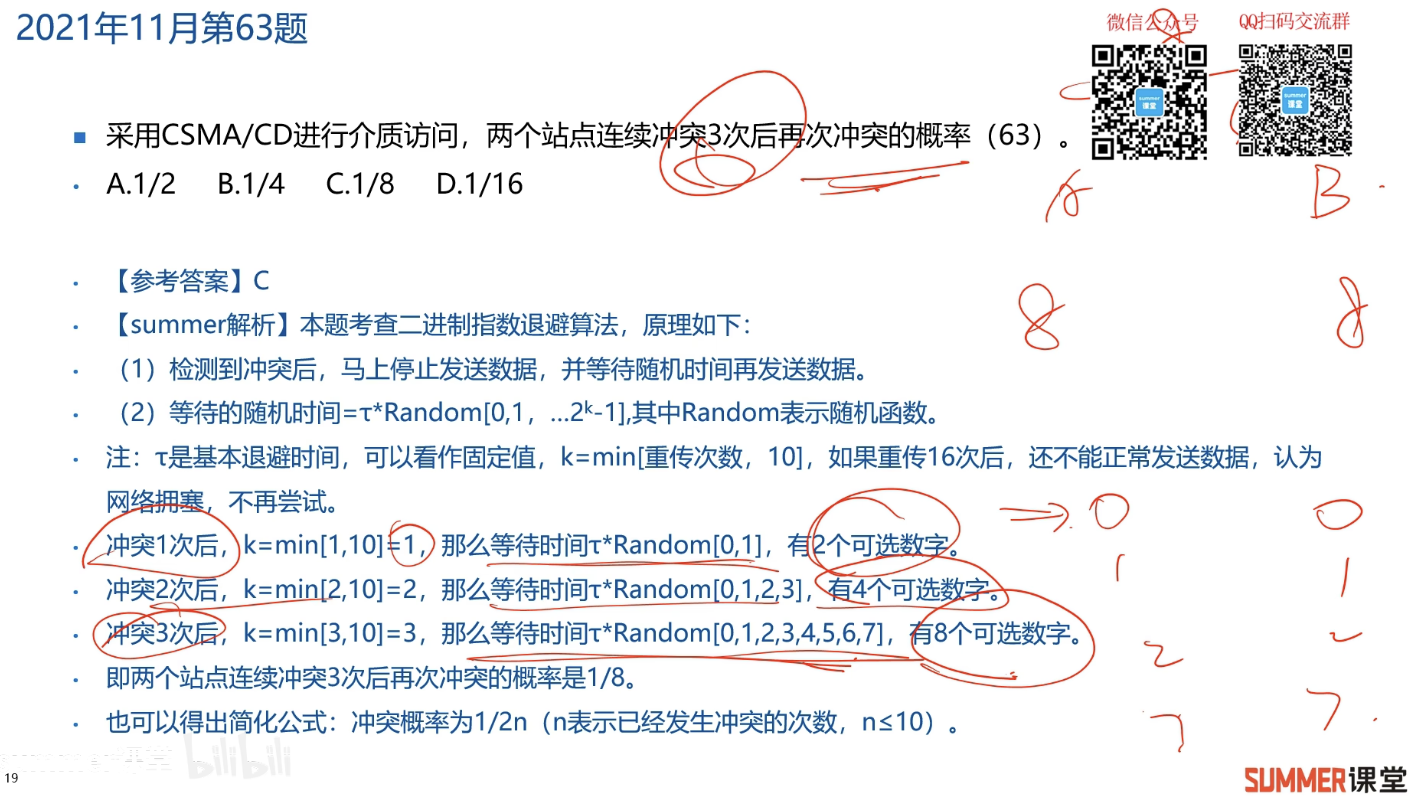 2021年11月第63题
微信公众号
QQ扫码交流群
summer
课堂
summer
课堂
■ 采用CSMA/CD进行介质访问，两个站点连续冲突3次后再次冲突的概率（63）。
• A.1/2 B.1/4 C.1/8 D.1/16
A B
• 【参考答案】C
8 8
• 【summer解析】本题考查二进制指数退避算法，原理如下：
• （1）检测到冲突后，马上停止发送数据，并等待随机时间再发送数据。
• （2）等待的随机时间=τ*Random[0,1，…2ᵏ-1],其中Random表示随机函数。
• 注：τ是基本退避时间，可以看作固定值，k=min[重传次数，10]，如果重传16次后，还不能正常发送数据，认为
网络拥塞，不再尝试。
→ 0 0
• 冲突1次后，k=min[1,10]=1，那么等待时间τ*Random[0,1]，有2个可选数字。
1 1
• 冲突2次后，k=min[2,10]=2，那么等待时间τ*Random[0,1,2,3]，有4个可选数字。
• 冲突3次后，k=min[3,10]=3，那么等待时间τ*Random[0,1,2,3,4,5,6,7]，有8个可选数字。
2 2
• 即两个站点连续冲突3次后再次冲突的概率是1/8。
7 7
• 也可以得出简化公式：冲突概率为1/2n（n表示已经发生冲突的次数，n≤10）。
bilibili
19
SUMMER课堂